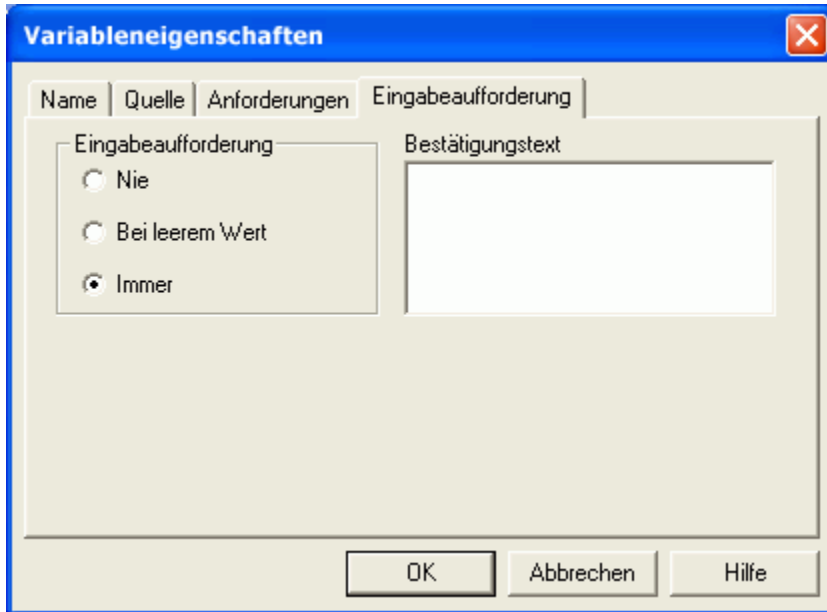 Variableneigenschaften
Name Quelle Anforderungen Eingabeaufforderung
Eingabeaufforderung
Nie
Bei leerem Wert
Immer
Bestätigungstext
OK Abbrechen Hilfe